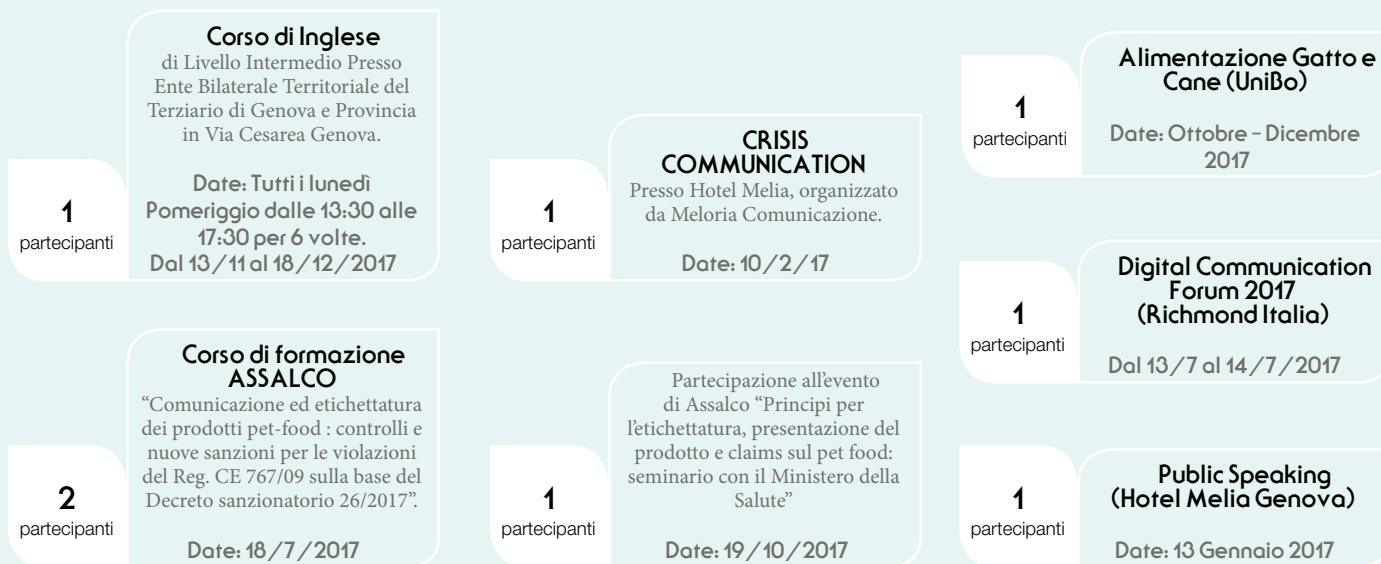 Corso di Inglese
di Livello Intermedio Presso
Ente Bilaterale Territoriale del
Terziario di Genova e Provincia
in Via Cesarea Genova.
Date: Tutti i lunedì
Pomeriggio dalle 13:30 alle
17:30 per 6 volte.
Dal 13/11 al 18/12/2017
1
partecipanti
Corso di formazione
ASSALCO
“Comunicazione ed etichettatura
dei prodotti pet-food : controlli e
nuove sanzioni per le violazioni
del Reg. CE 767/09 sulla base del
Decreto sanzionatorio 26/2017”.
Date: 18/7/2017
2
partecipanti
CRISIS
COMMUNICATION
Presso Hotel Melia, organizzato
da Meloria Comunicazione.
Date: 10/2/17
1
partecipanti
Partecipazione all’evento
di Assalco “Principi per
l’etichettatura, presentazione del
prodotto e claims sul pet food:
seminario con il Ministero della
Salute”
Date: 19/10/2017
1
partecipanti
Alimentazione Gatto e
Cane (UniBo)
Date: Ottobre - Dicembre
2017
1
partecipanti
Digital Communication
Forum 2017
(Richmond Italia)
Dal 13/7 al 14/7/2017
1
partecipanti
Public Speaking
(Hotel Melia Genova)
Date: 13 Gennaio 2017
1
partecipanti